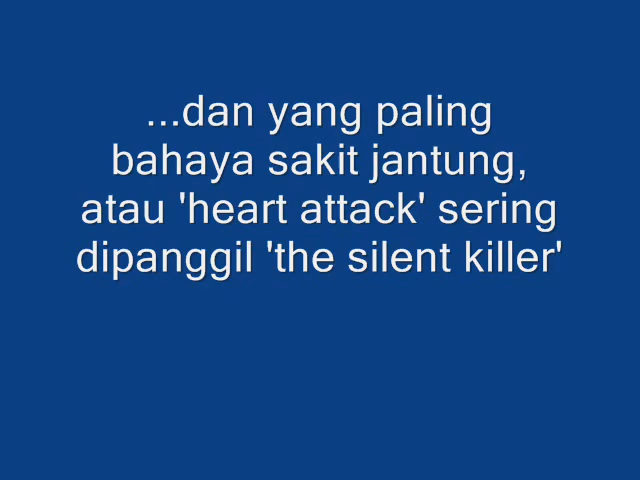 ...dan yang paling
bahaya sakit jantung,
atau 'heart attack' sering
dipanggil 'the silent killer'